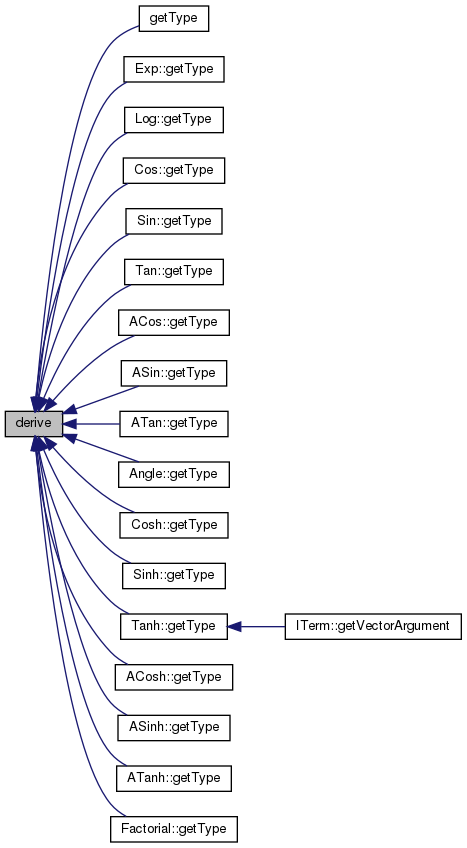 getType
Exp::getType
Log::getType
Cos::getType
Sin::getType
Tan::getType
ACos::getType
ASin::getType
derive
ATan::getType
Angle::getType
Cosh::getType
Sinh::getType
Tanh::getType
ITerm::getVectorArgument
ACosh::getType
ASinh::getType
ATanh::getType
Factorial::getType